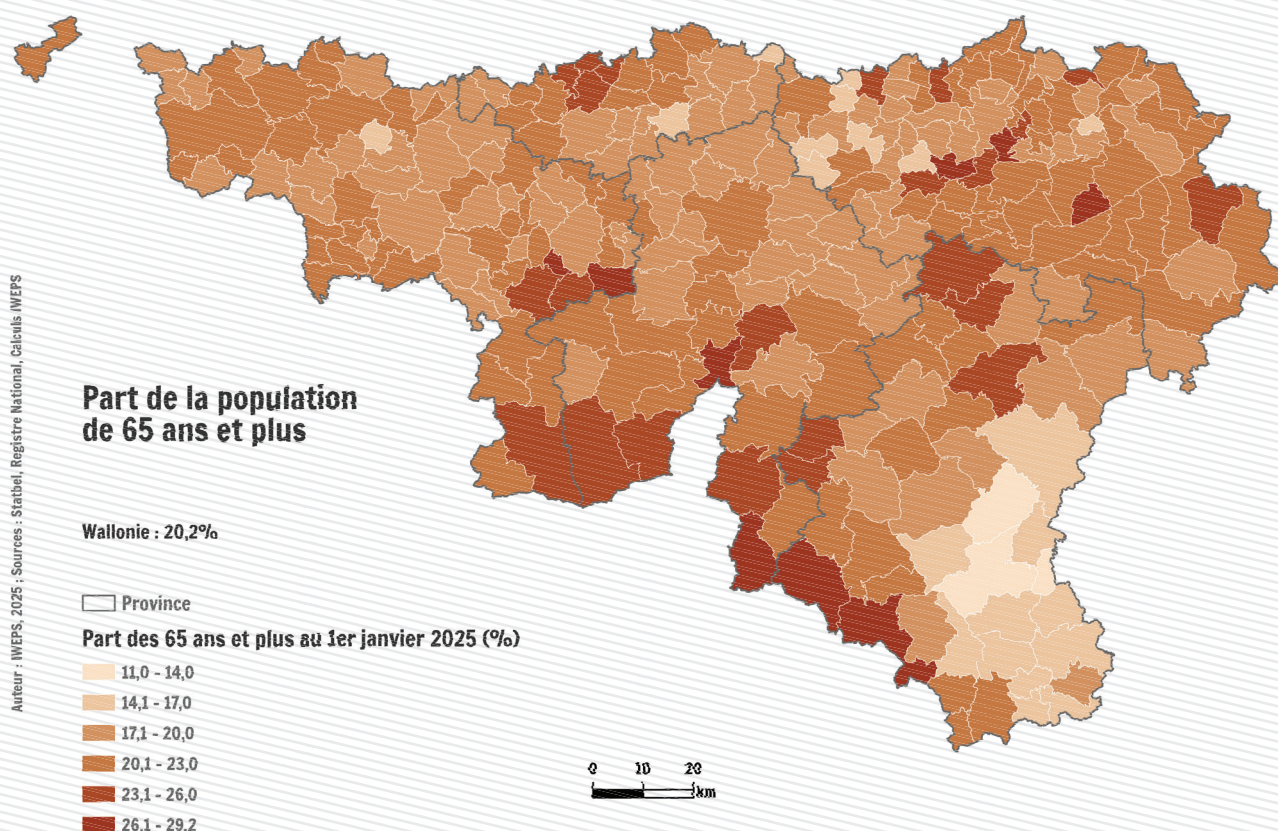 Part de la population
de 65 ans et plus
Wallonie : 20,2%
Province
Part des 65 ans et plus au 1er janvier 2025 (%)
11,0 - 14,0
14,1 - 17,0
17,1 - 20,0
20,1 - 23,0
23,1 - 26,0
26,1 - 29,2
0 10 20
km
Auteur : IWEPS, 2025 ; Sources : Statbel, Registre National, Calculs IWEPS